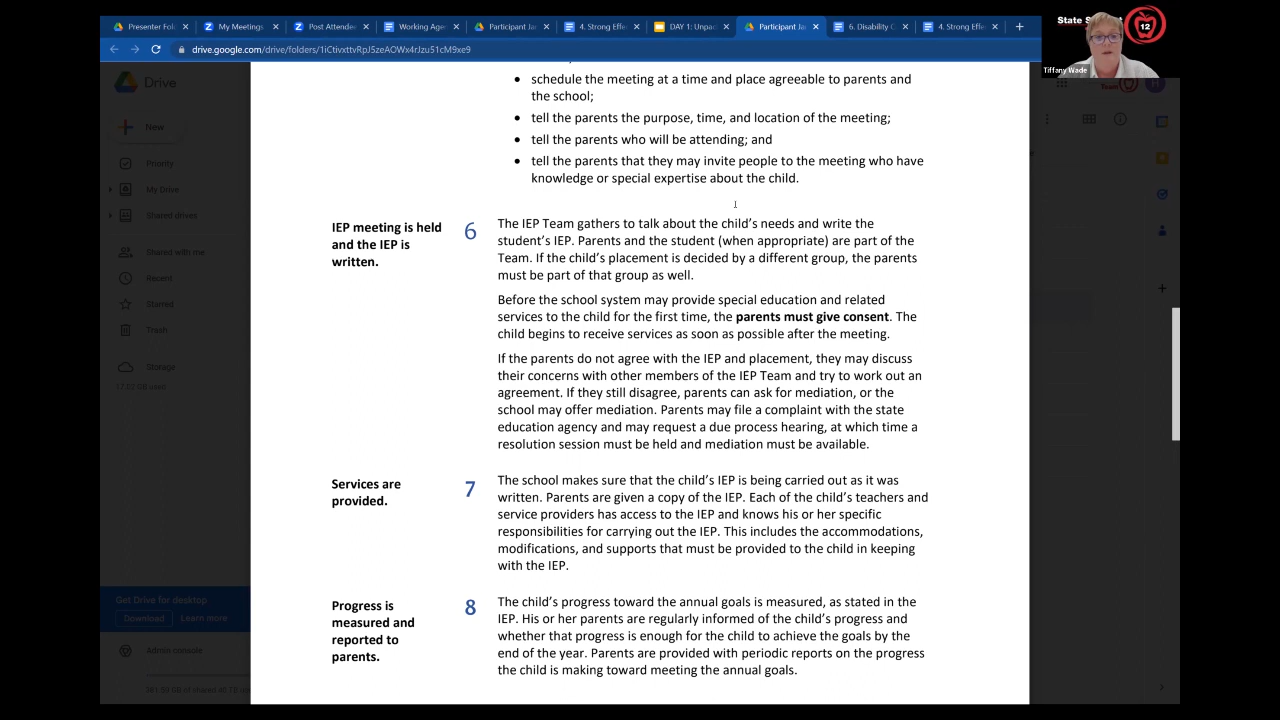 Presenter Fol
My Meetings
Post Attende
Working Age
Participant Ja
4. Strong Effe
DAY 1: Unpa
Participant Ja
6. Disability C
4. Strong Effe
State S
12
drive.google.com/drive/folders/
Tiffany Wade
Team
Drive
New
Priority
My Drive
Shared drives
Shared with me
Recent
Starred
Trash
Storage
Get Drive for desktop
Download Learn more
Admin console
schedule the meeting at a time and place agreeable to parents and
the school;
tell the parents the purpose, time, and location of the meeting;
tell the parents who will be attending; and
tell the parents that they may invite people to the meeting who have
knowledge or special expertise about the child.
IEP meeting is held
and the IEP is
written.
6
The IEP Team gathers to talk about the child's needs and write the
student's IEP. Parents and the student (when appropriate) are part of the
Team. If the child's placement is decided by a different group, the parents
must be part of that group as well.
Before the school system may provide special education and related
services to the child for the first time, the parents must give consent. The
child begins to receive services as soon as possible after the meeting.
If the parents do not agree with the IEP and placement, they may discuss
their concerns with other members of the IEP Team and try to work out an
agreement. If they still disagree, parents can ask for mediation, or the
school may offer mediation. Parents may file a complaint with the state
education agency and may request a due process hearing, at which time a
resolution session must be held and mediation must be available.
Services are
provided.
7
The school makes sure that the child's IEP is being carried out as it was
written. Parents are given a copy of the IEP. Each of the child's teachers and
service providers has access to the IEP and knows his or her specific
responsibilities for carrying out the IEP. This includes the accommodations,
modifications, and supports that must be provided to the child in keeping
with the IEP.
Progress is
measured and
reported to
parents.
8
The child's progress toward the annual goals is measured, as stated in the
IEP. His or her parents are regularly informed of the child's progress and
whether that progress is enough for the child to achieve the goals by the
end of the year. Parents are provided with periodic reports on the progress
the child is making toward meeting the annual goals.